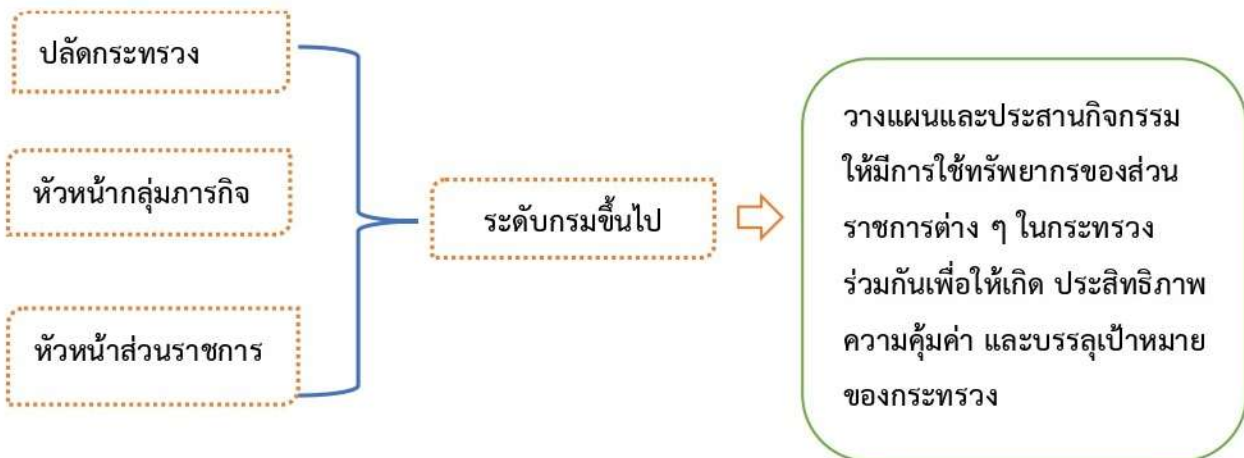 ปลัดกระทรวง
หัวหน้ากลุ่มภารกิจ
หัวหน้าส่วนราชการ
ระดับกรมขึ้นไป
วางแผนและประสานกิจกรรม
ให้มีการใช้ทรัพยากรของส่วน
ราชการต่าง ๆ ในกระทรวง
ร่วมกันเพื่อให้เกิด ประสิทธิภาพ
ความคุ้มค่า และบรรลุเป้าหมาย
ของกระทรวง